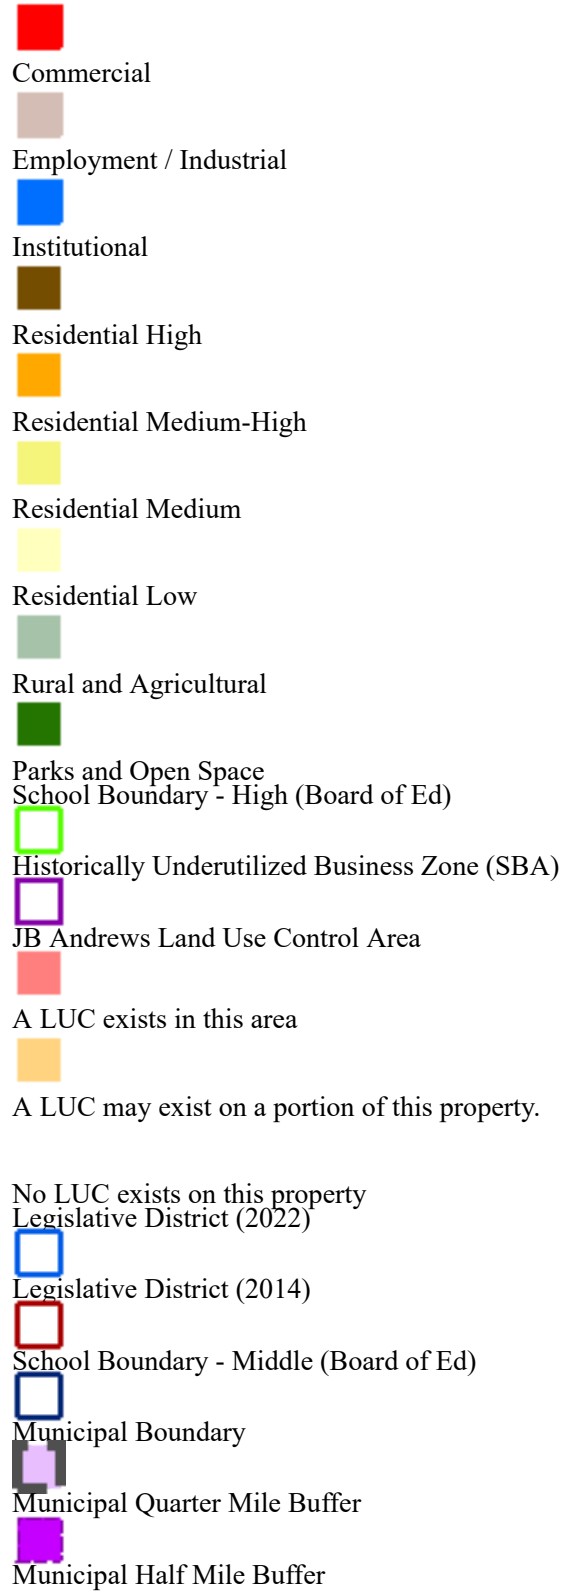 Commercial
Employment / Industrial
Institutional
Residential High
Residential Medium-High
Residential Medium
Residential Low
Rural and Agricultural
Parks and Open Space
School Boundary - High (Board of Ed)
Historically Underutilized Business Zone (SBA)
JB Andrews Land Use Control Area
A LUC exists in this area
A LUC may exist on a portion of this property.
No LUC exists on this property
Legislative District (2022)
Legislative District (2014)
School Boundary - Middle (Board of Ed)
Municipal Boundary
Municipal Quarter Mile Buffer
Municipal Half Mile Buffer